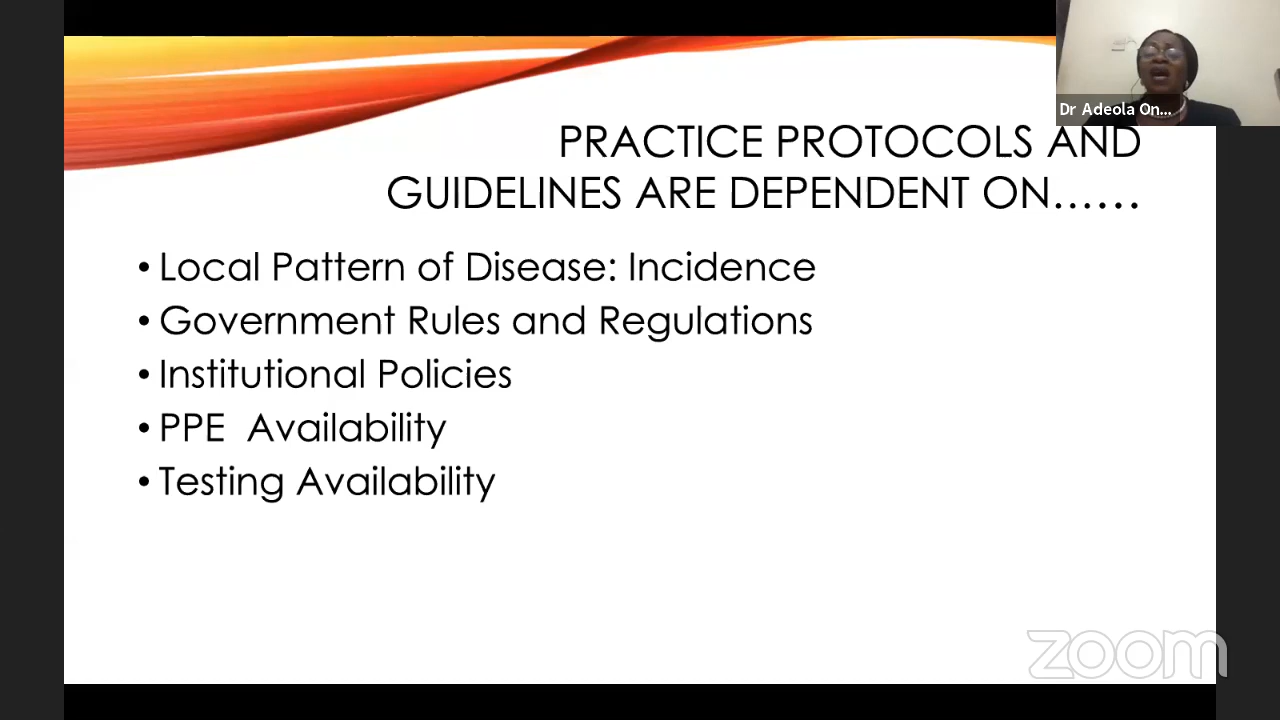 Dr Adeola On...
PRACTICE PROTOCOLS AND
GUIDELINES ARE DEPENDENT ON......
• Local Pattern of Disease: Incidence
• Government Rules and Regulations
• Institutional Policies
• PPE  Availability
• Testing Availability
zoom